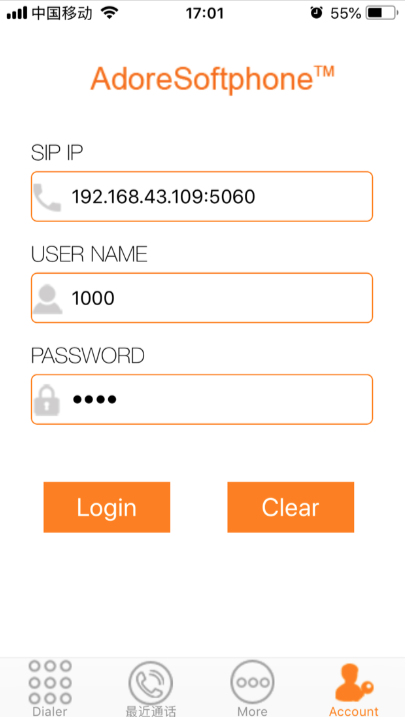 中国移动 17:01 55%
AdoreSoftphone™
SIP IP
192.168.43.109:5060
USER NAME
1000
PASSWORD
••••
Login Clear
Dialer 最近通话 More Account